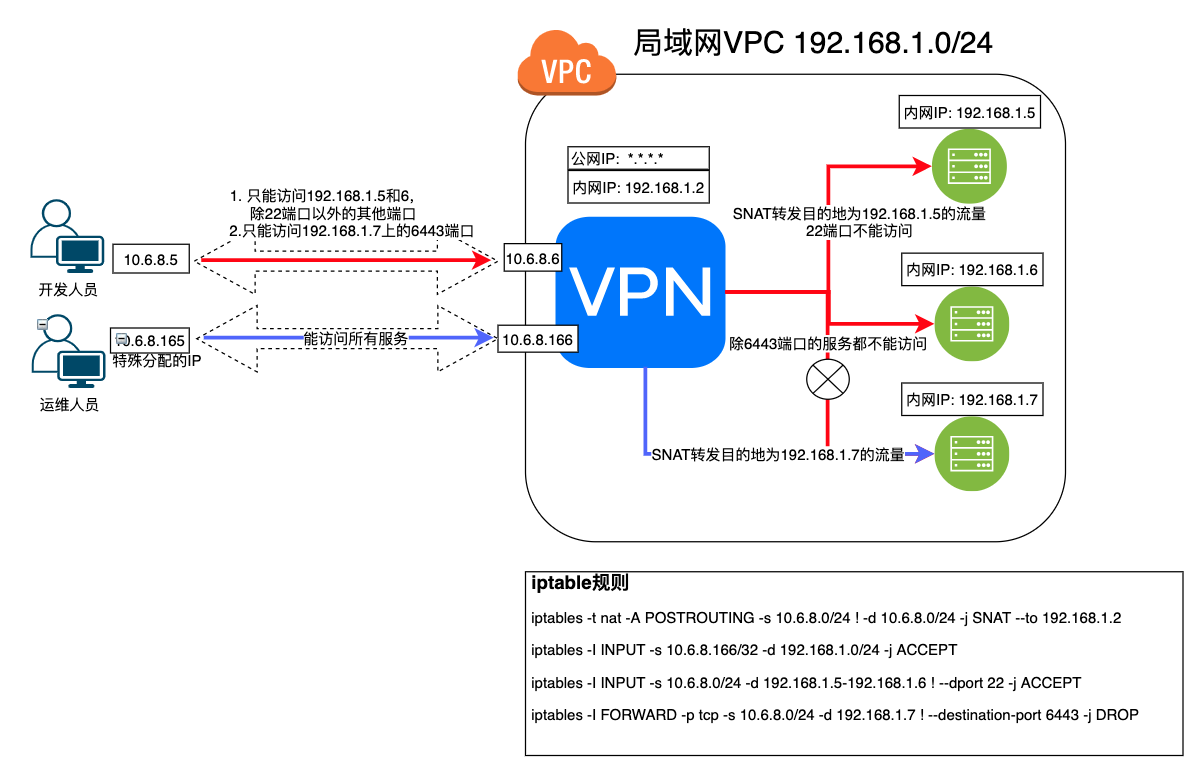 局域网VPC 192.168.1.0/24
VPC
内网IP: 192.168.1.5
公网IP: *.*.*.*
内网IP: 192.168.1.2
1. 只能访问192.168.1.5和6,
除22端口以外的其他端口
2.只能访问192.168.1.7上的6443端口
SNAT转发目的地为192.168.1.5的流量
22端口不能访问
10.6.8.5
10.6.8.6
开发人员
VPN
内网IP: 192.168.1.6
.6.8.165
特殊分配的IP
能访问所有服务
10.6.8.166
除6443端口的服务都不能访问
运维人员
内网IP: 192.168.1.7
SNAT转发目的地为192.168.1.7的流量
iptable规则
iptables -t nat -A POSTROUTING -s 10.6.8.0/24 ! -d 10.6.8.0/24 -j SNAT --to 192.168.1.2
iptables -I INPUT -s 10.6.8.166/32 -d 192.168.1.0/24 -j ACCEPT
iptables -I INPUT -s 10.6.8.0/24 -d 192.168.1.5-192.168.1.6 ! --dport 22 -j ACCEPT
iptables -I FORWARD -p tcp -s 10.6.8.0/24 -d 192.168.1.7 ! --destination-port 6443 -j DROP